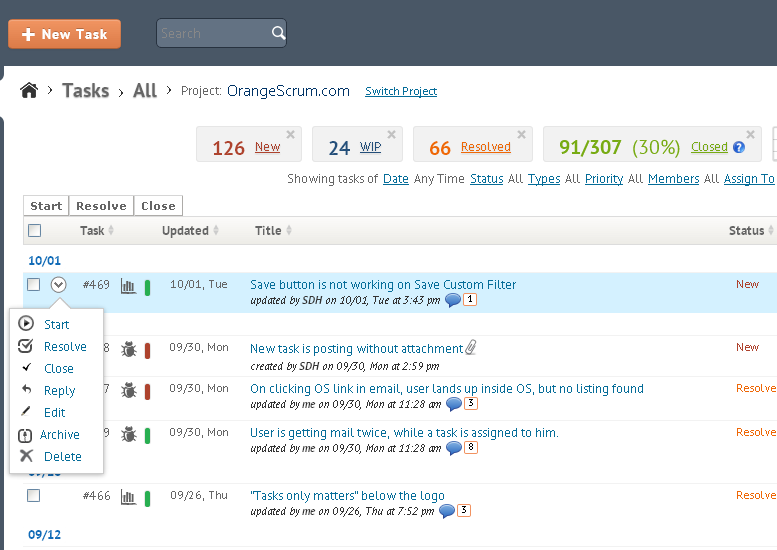 New Task
Search
Tasks All Project: OrangeScrum.com Switch Project
126 New 24 WIP 66 Resolved 91/307 (30%) Closed ?
Showing tasks of Date Any Time Status All Types All Priority All Members All Assign To
Start Resolve Close
Task Updated Title Status
10/01
#469 10/01, Tue Save button is not working on Save Custom Filter New
updated by SDH on 10/01, Tue at 3:43 pm 1
Start
Resolve
Close
Reply
Edit
Archive
Delete
8 09/30, Mon New task is posting without attachment New
created by SDH on 09/30, Mon at 2:59 pm
7 09/30, Mon On clicking OS link in email, user lands up inside OS, but no listing found Resolve
updated by me on 09/30, Mon at 11:28 am 3
9 09/30, Mon User is getting mail twice, while a task is assigned to him. Resolve
updated by me on 09/30, Mon at 11:28 am 8
#466 09/26, Thu "Tasks only matters" below the logo Resolve
updated by me on 09/26, Thu at 7:52 pm 3
09/12